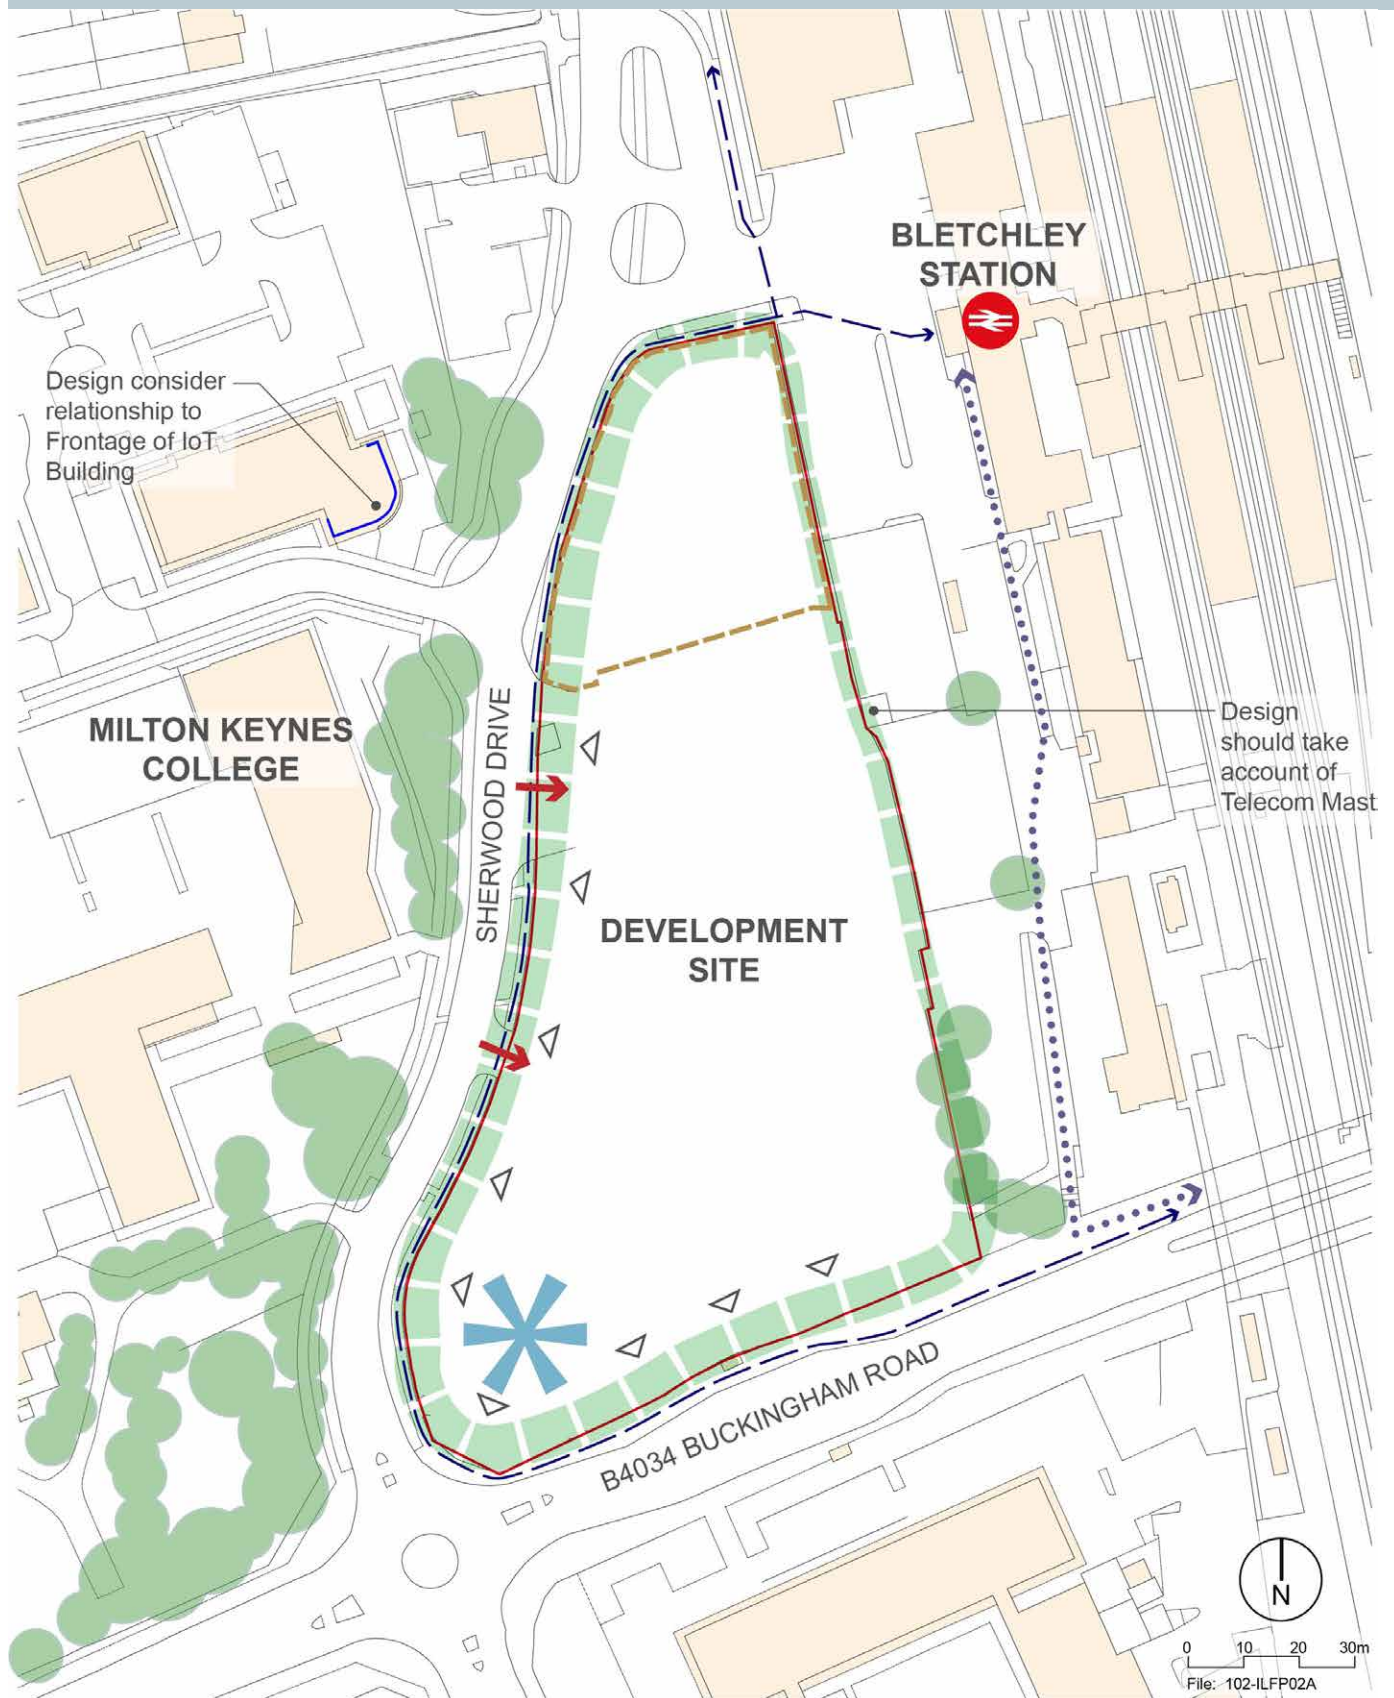 BLETCHLEY
STATION
Design consider
relationship to
Frontage of IoT
Building
MILTON KEYNES
COLLEGE
SHERWOOD DRIVE
Design
should take
account of
Telecom Mast
DEVELOPMENT
SITE
B4034 BUCKINGHAM ROAD
N
0 10 20 30m
File: 102-ILFP02A